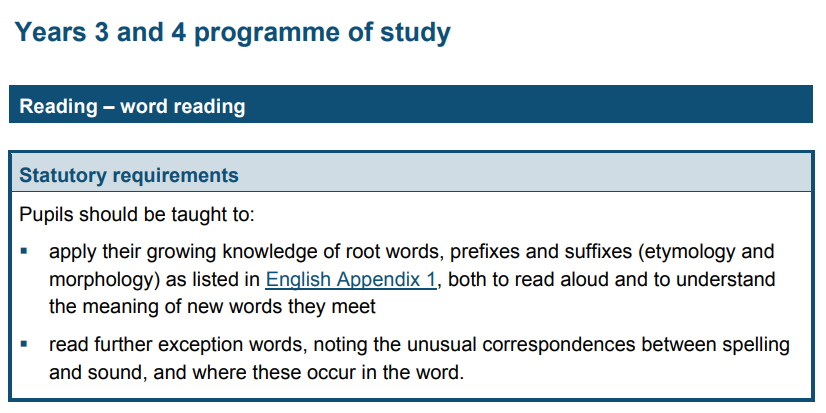 Years 3 and 4 programme of study
Reading – word reading
Statutory requirements
Pupils should be taught to:
▪ apply their growing knowledge of root words, prefixes and suffixes (etymology and
morphology) as listed in English Appendix 1, both to read aloud and to understand
the meaning of new words they meet
▪ read further exception words, noting the unusual correspondences between spelling
and sound, and where these occur in the word.